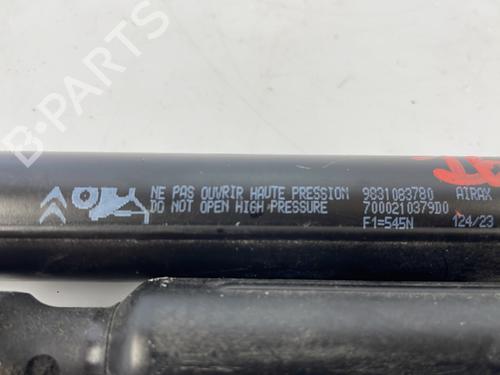 NE PAS OUVRIR HAUTE PRESSION 9831083780 AIRAX
DO NOT OPEN HIGH PRESSURE 7000210379D0
F1=545N 124/23
B-PARTS